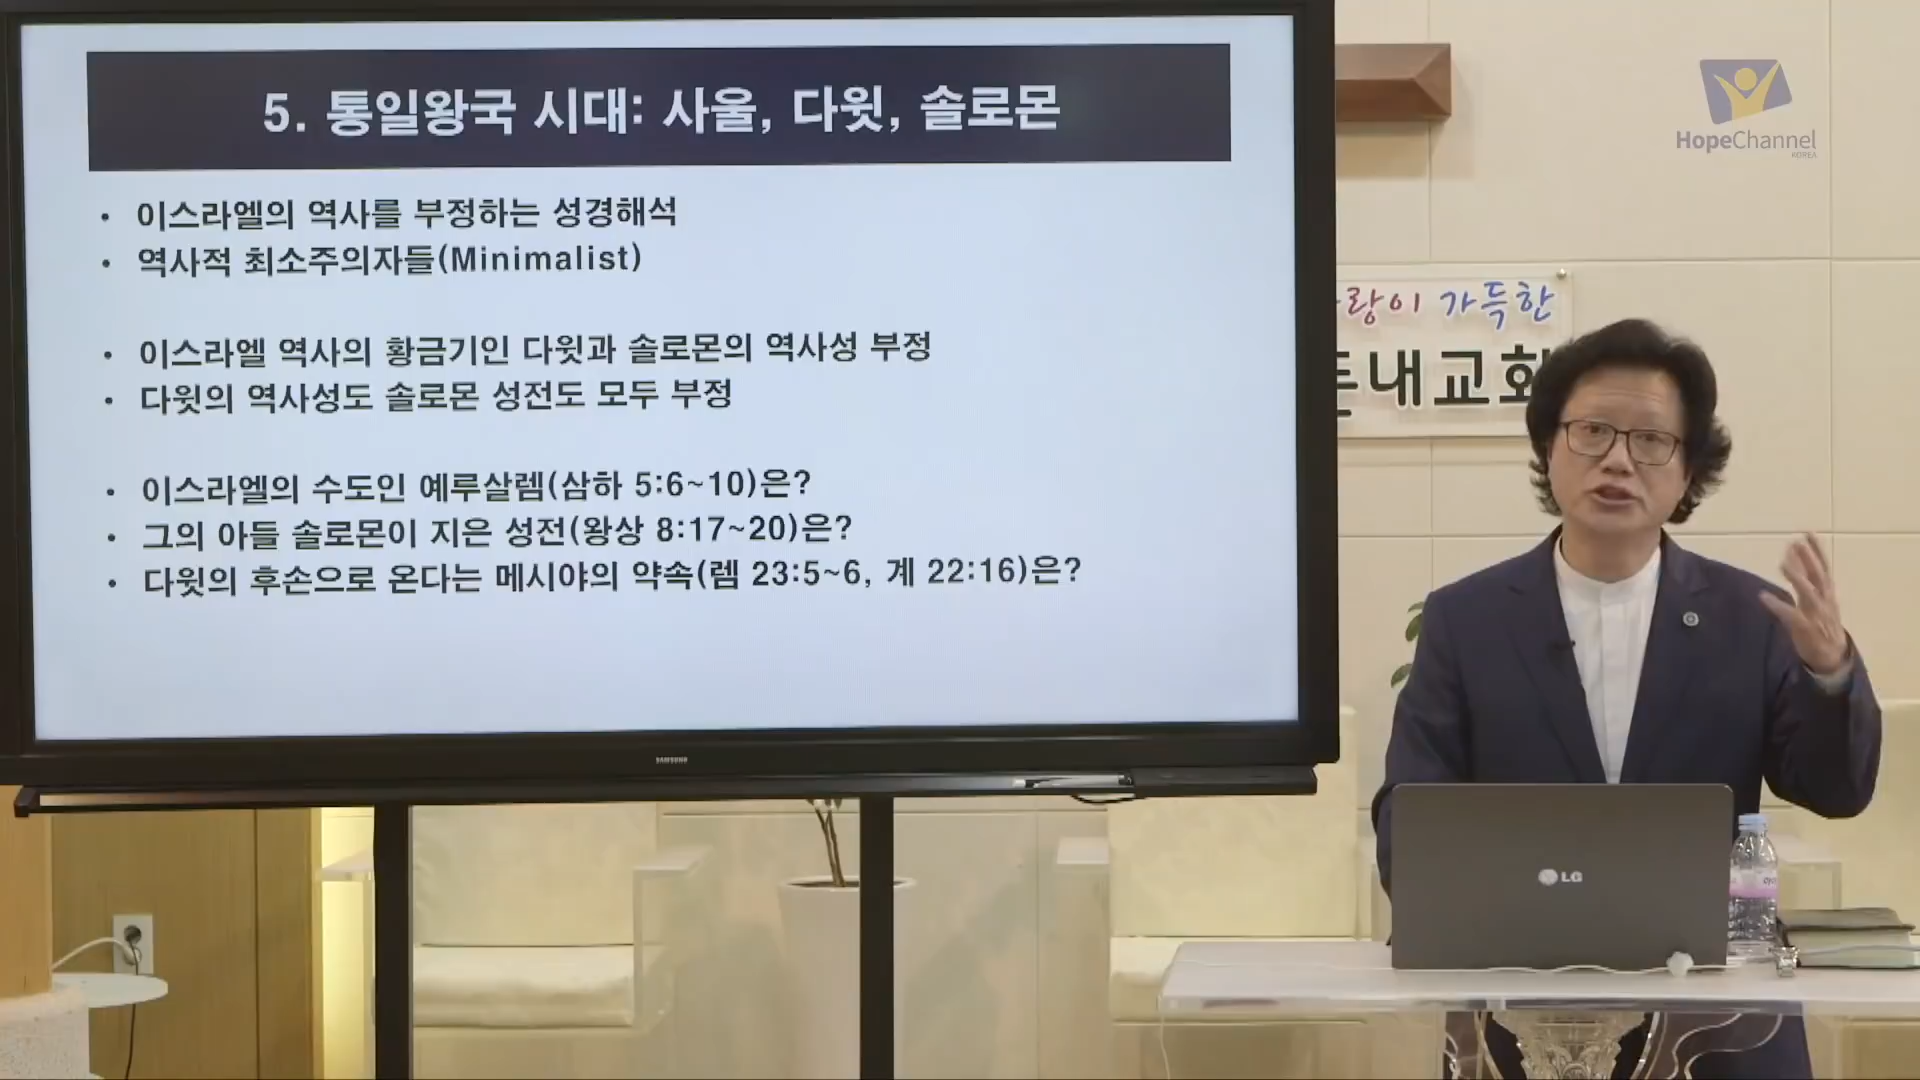 5. 통일왕국 시대: 사울, 다윗, 솔로몬
• 이스라엘의 역사를 부정하는 성경해석
• 역사적 최소주의자들(Minimalist)
• 이스라엘 역사의 황금기인 다윗과 솔로몬의 역사성 부정
• 다윗의 역사성도 솔로몬 성전도 모두 부정
• 이스라엘의 수도인 예루살렘(삼하 5:6~10)은?
• 그의 아들 솔로몬이 지은 성전(왕상 8:17~20)은?
• 다윗의 후손으로 온다는 메시야의 약속(렘 23:5~6, 계 22:16)은?
SAMSUNG
HopeChannel
KOREA
가득한
내교회
LG